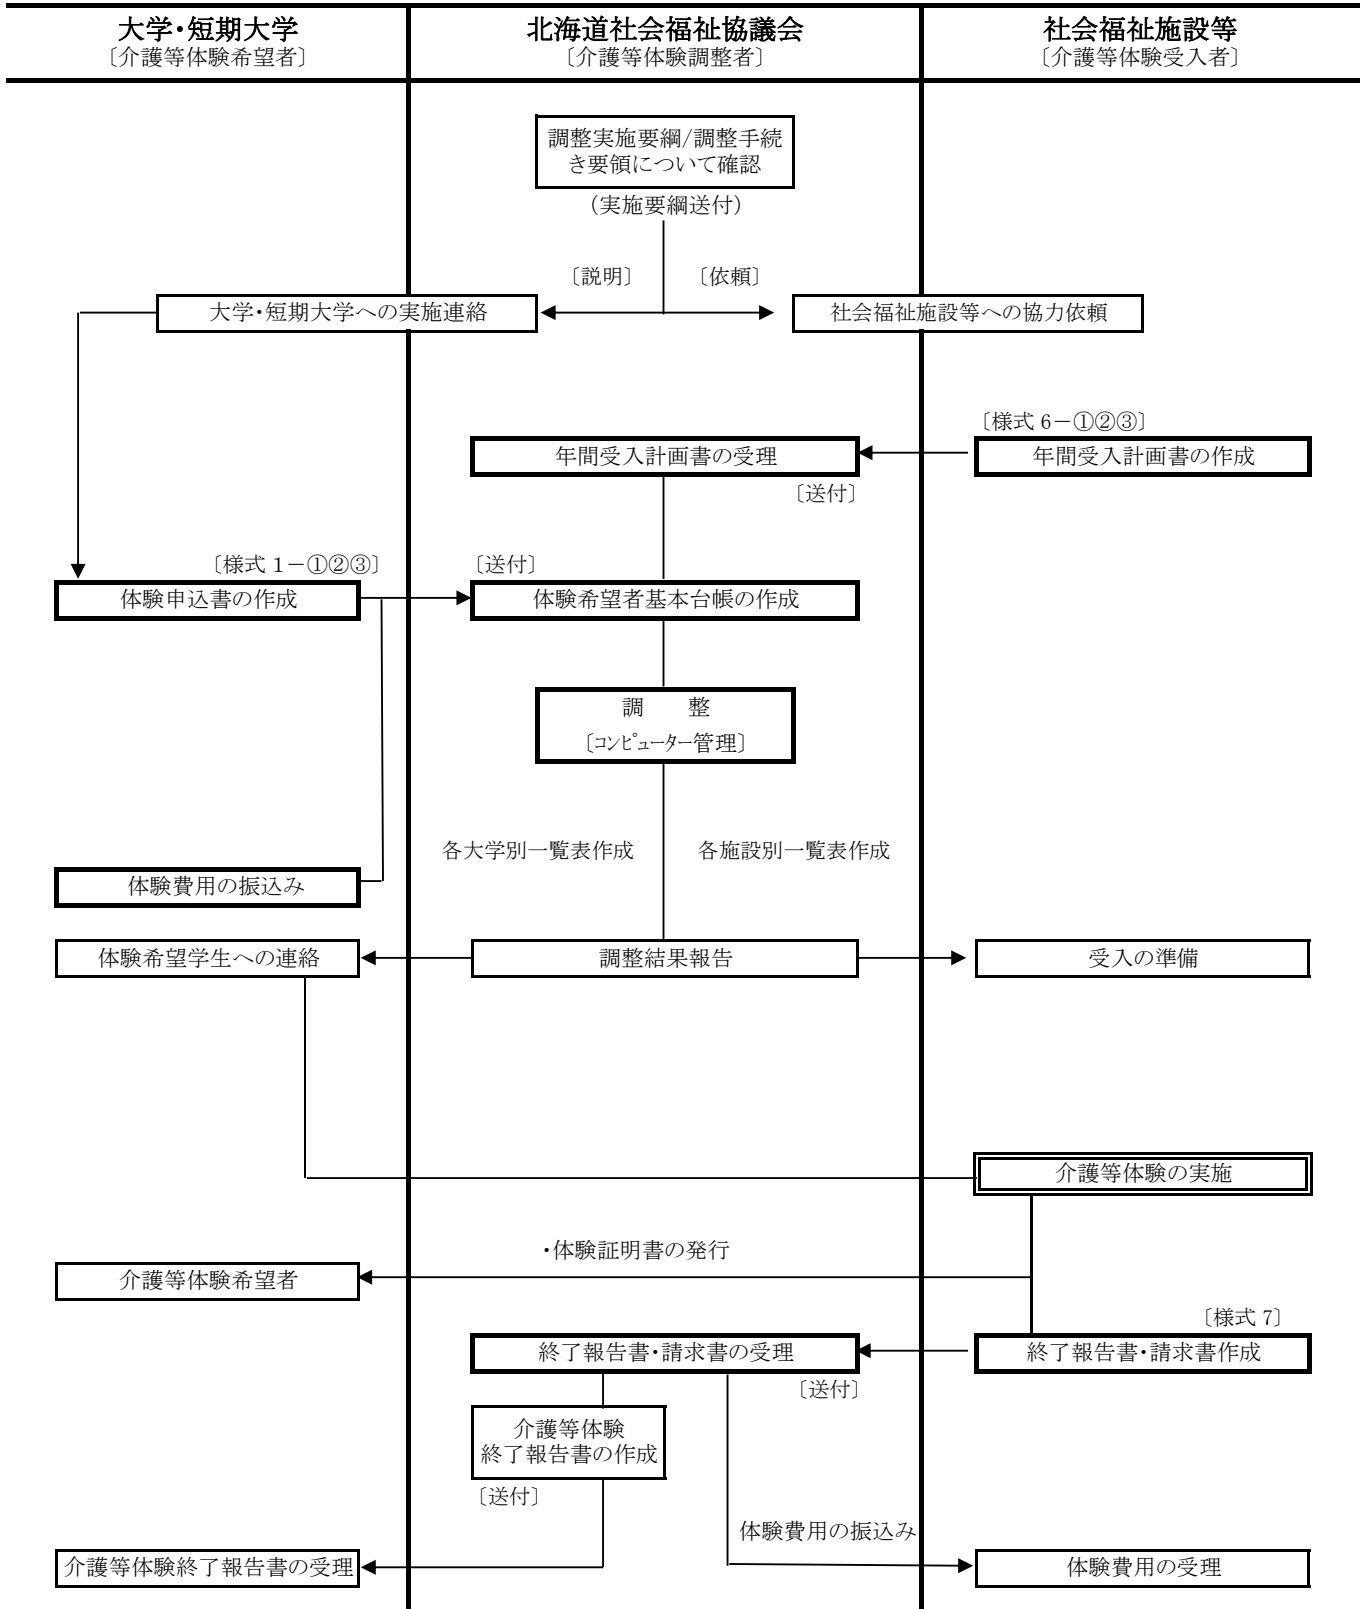 大学・短期大学
〔介護等体験希望者〕
北海道社会福祉協議会
〔介護等体験調整者〕
社会福祉施設等
〔介護等体験受入者〕
調整実施要綱/調整手続
き要領について確認
（実施要綱送付）
〔説明〕
〔依頼〕
大学・短期大学への実施連絡
社会福祉施設等への協力依頼
〔様式 6－①②③〕
年間受入計画書の受理
年間受入計画書の作成
〔送付〕
〔様式 1－①②③〕
〔送付〕
体験申込書の作成
体験希望者基本台帳の作成
調　　整
〔ｺﾝﾋﾟｭｰﾀｰ管理〕
各大学別一覧表作成
各施設別一覧表作成
体験費用の振込み
体験希望学生への連絡
調整結果報告
受入の準備
介護等体験の実施
・体験証明書の発行
介護等体験希望者
〔様式 7〕
終了報告書・請求書の受理
終了報告書・請求書作成
〔送付〕
介護等体験
終了報告書の作成
〔送付〕
体験費用の振込み
介護等体験終了報告書の受理
体験費用の受理